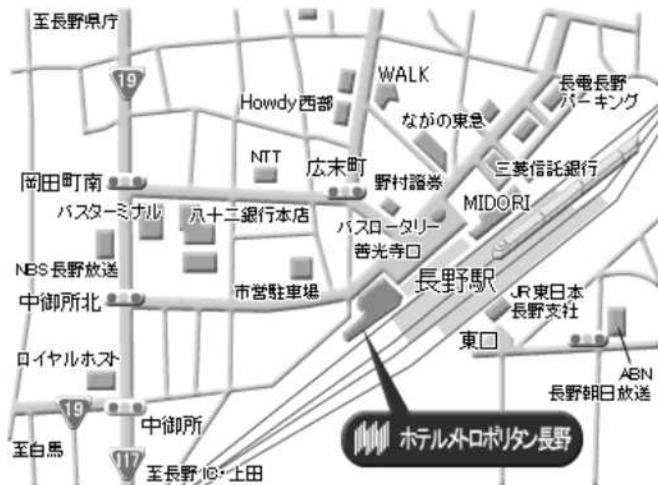 至長野県庁
19
WALK
Howdy西部
長電長野
パーキング
ながの東急
NTT
広末町
三菱信託銀行
岡田町南
野村證券
MIDORI
バスターミナル
八十二銀行本店
バスロータリー
善光寺口
NBS長野放送
長野駅
市営駐車場
中御所北
JR東日本
長野支社
東口
ロイヤルホスト
ABN
長野朝日放送
19
中御所
ホテルメトロポリタン長野
至白馬
117
至長野IC・上田